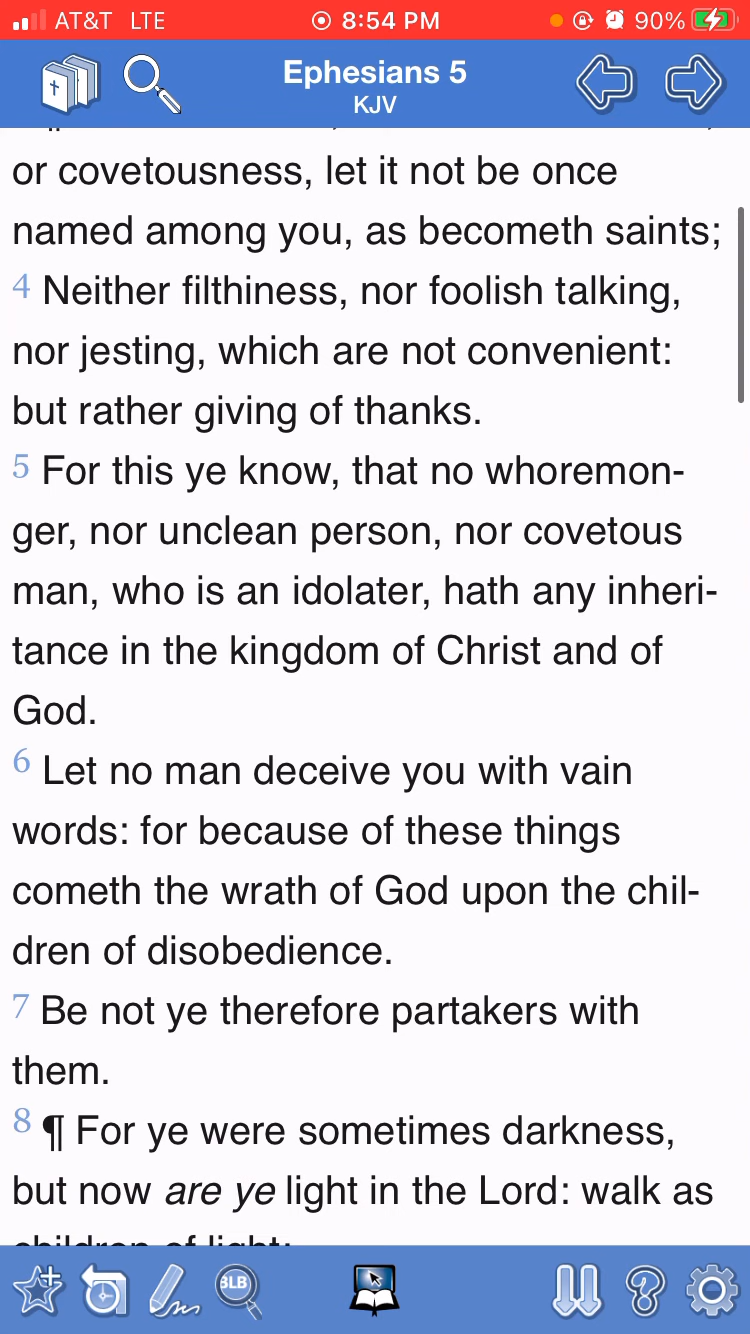 AT&T LTE 8:54 PM 90%
Ephesians 5
KJV
or covetousness, let it not be once
named among you, as becometh saints;
4 Neither filthiness, nor foolish talking,
nor jesting, which are not convenient:
but rather giving of thanks.
5 For this ye know, that no whoremon-
ger, nor unclean person, nor covetous
man, who is an idolater, hath any inheri-
tance in the kingdom of Christ and of
God.
6 Let no man deceive you with vain
words: for because of these things
cometh the wrath of God upon the chil-
dren of disobedience.
7 Be not ye therefore partakers with
them.
8 ¶ For ye were sometimes darkness,
but now are ye light in the Lord: walk as
children of light:
BLB